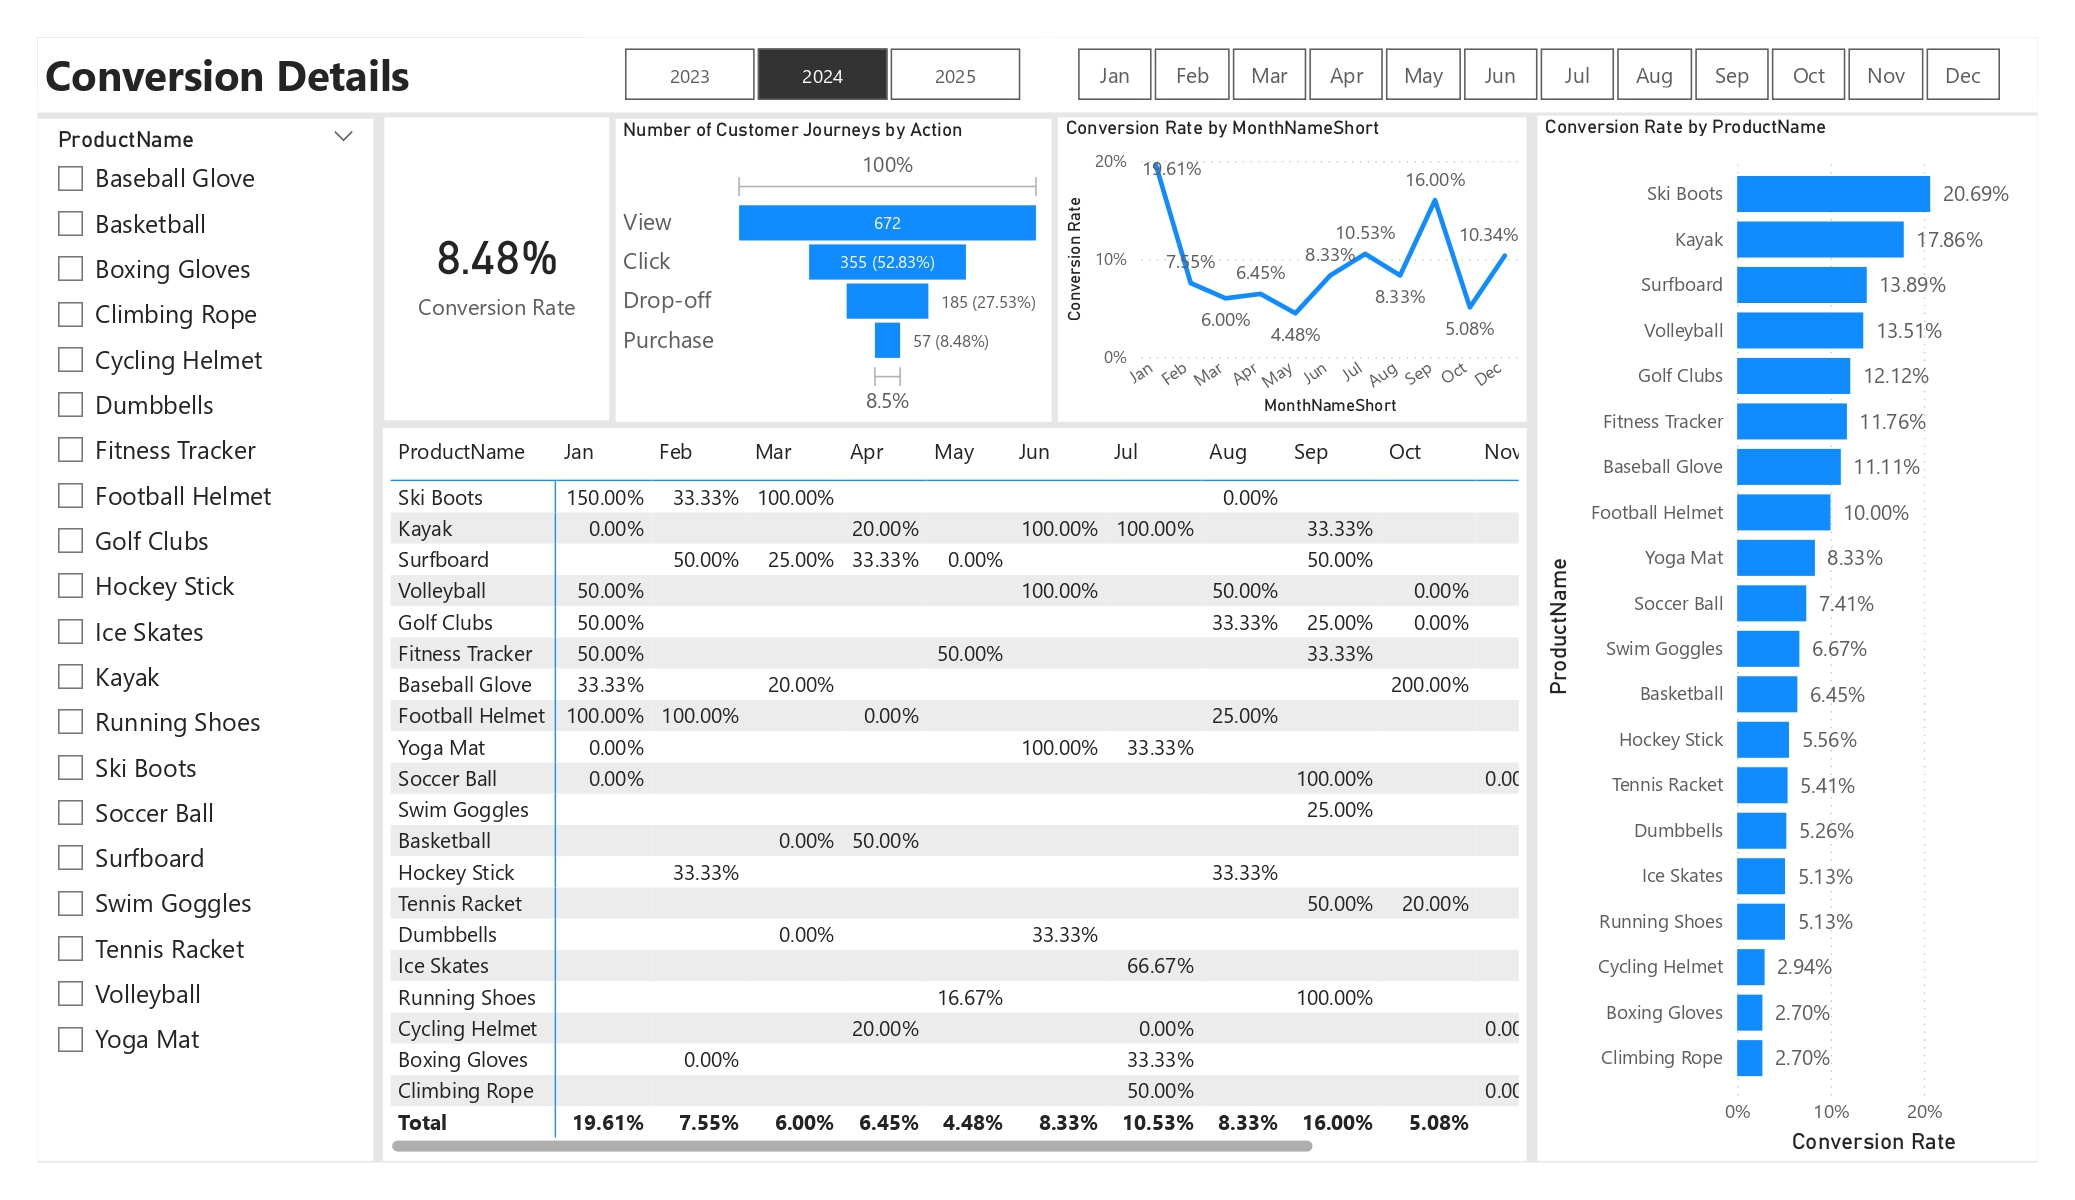 Conversion Details
2023 2024 2025
Jan Feb Mar Apr May Jun Jul Aug Sep Oct Nov Dec
ProductName
Baseball Glove
Basketball
Boxing Gloves
Climbing Rope
Cycling Helmet
Dumbbells
Fitness Tracker
Football Helmet
Golf Clubs
Hockey Stick
Ice Skates
Kayak
Running Shoes
Ski Boots
Soccer Ball
Surfboard
Swim Goggles
Tennis Racket
Volleyball
Yoga Mat
8.48%
Conversion Rate
Number of Customer Journeys by Action
100%
View 672
Click 355 (52.83%)
Drop-off 185 (27.53%)
Purchase 57 (8.48%)
8.5%
Conversion Rate by MonthNameShort
Conversion Rate
20%
10%
0%
19.61%
7.55%
6.00%
6.45%
4.48%
8.33%
10.53%
8.33%
16.00%
5.08%
10.34%
Jan Feb Mar Apr May Jun Jul Aug Sep Oct Dec
MonthNameShort
ProductName Jan Feb Mar Apr May Jun Jul Aug Sep Oct Nov
Ski Boots 150.00% 33.33% 100.00% 0.00%
Kayak 0.00% 20.00% 100.00% 100.00% 33.33%
Surfboard 50.00% 25.00% 33.33% 0.00% 50.00%
Volleyball 50.00% 100.00% 50.00% 0.00%
Golf Clubs 50.00% 33.33% 25.00% 0.00%
Fitness Tracker 50.00% 50.00% 33.33%
Baseball Glove 33.33% 20.00% 200.00%
Football Helmet 100.00% 100.00% 0.00% 25.00%
Yoga Mat 0.00% 100.00% 33.33%
Soccer Ball 0.00% 100.00% 0.00
Swim Goggles 25.00%
Basketball 0.00% 50.00%
Hockey Stick 33.33% 33.33%
Tennis Racket 50.00% 20.00%
Dumbbells 0.00% 33.33%
Ice Skates 66.67%
Running Shoes 16.67% 100.00%
Cycling Helmet 20.00% 0.00% 0.00
Boxing Gloves 0.00% 33.33%
Climbing Rope 50.00% 0.00
Total 19.61% 7.55% 6.00% 6.45% 4.48% 8.33% 10.53% 8.33% 16.00% 5.08%
Conversion Rate by ProductName
ProductName
Ski Boots 20.69%
Kayak 17.86%
Surfboard 13.89%
Volleyball 13.51%
Golf Clubs 12.12%
Fitness Tracker 11.76%
Baseball Glove 11.11%
Football Helmet 10.00%
Yoga Mat 8.33%
Soccer Ball 7.41%
Swim Goggles 6.67%
Basketball 6.45%
Hockey Stick 5.56%
Tennis Racket 5.41%
Dumbbells 5.26%
Ice Skates 5.13%
Running Shoes 5.13%
Cycling Helmet 2.94%
Boxing Gloves 2.70%
Climbing Rope 2.70%
0% 10% 20%
Conversion Rate